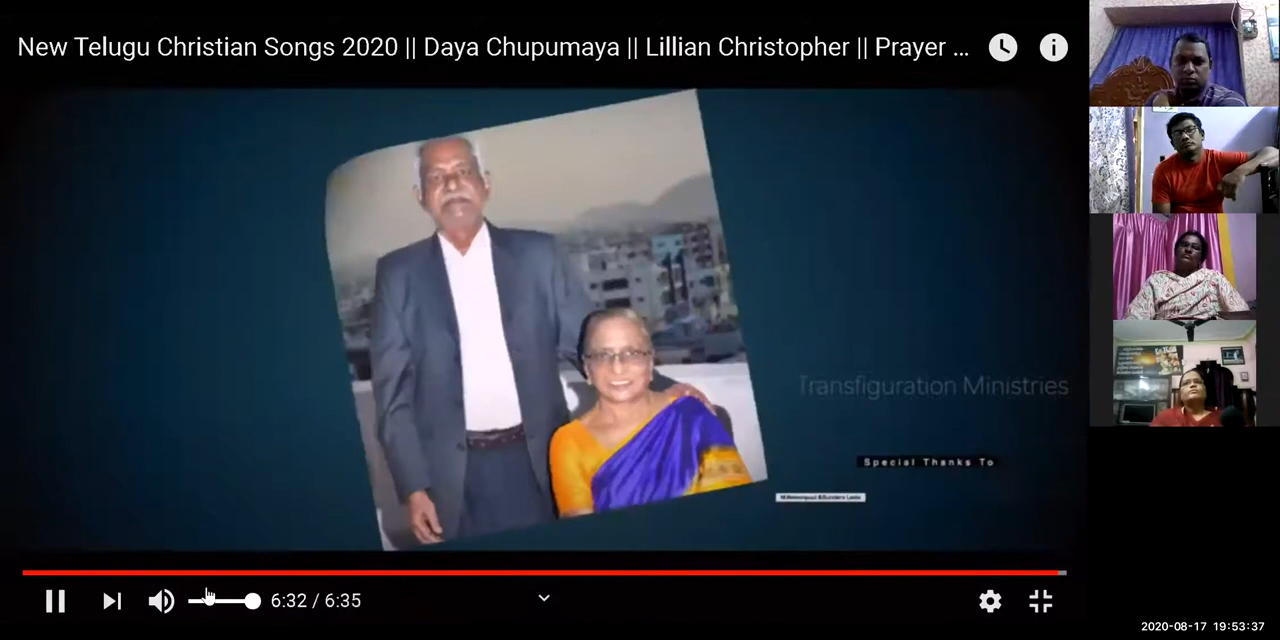 New Telugu Christian Songs 2020 || Daya Chupumaya || Lillian Christopher || Prayer ...
Transfiguration Ministries
Special Thanks To
6:32 / 6:35
2020-08-17 19:53:37